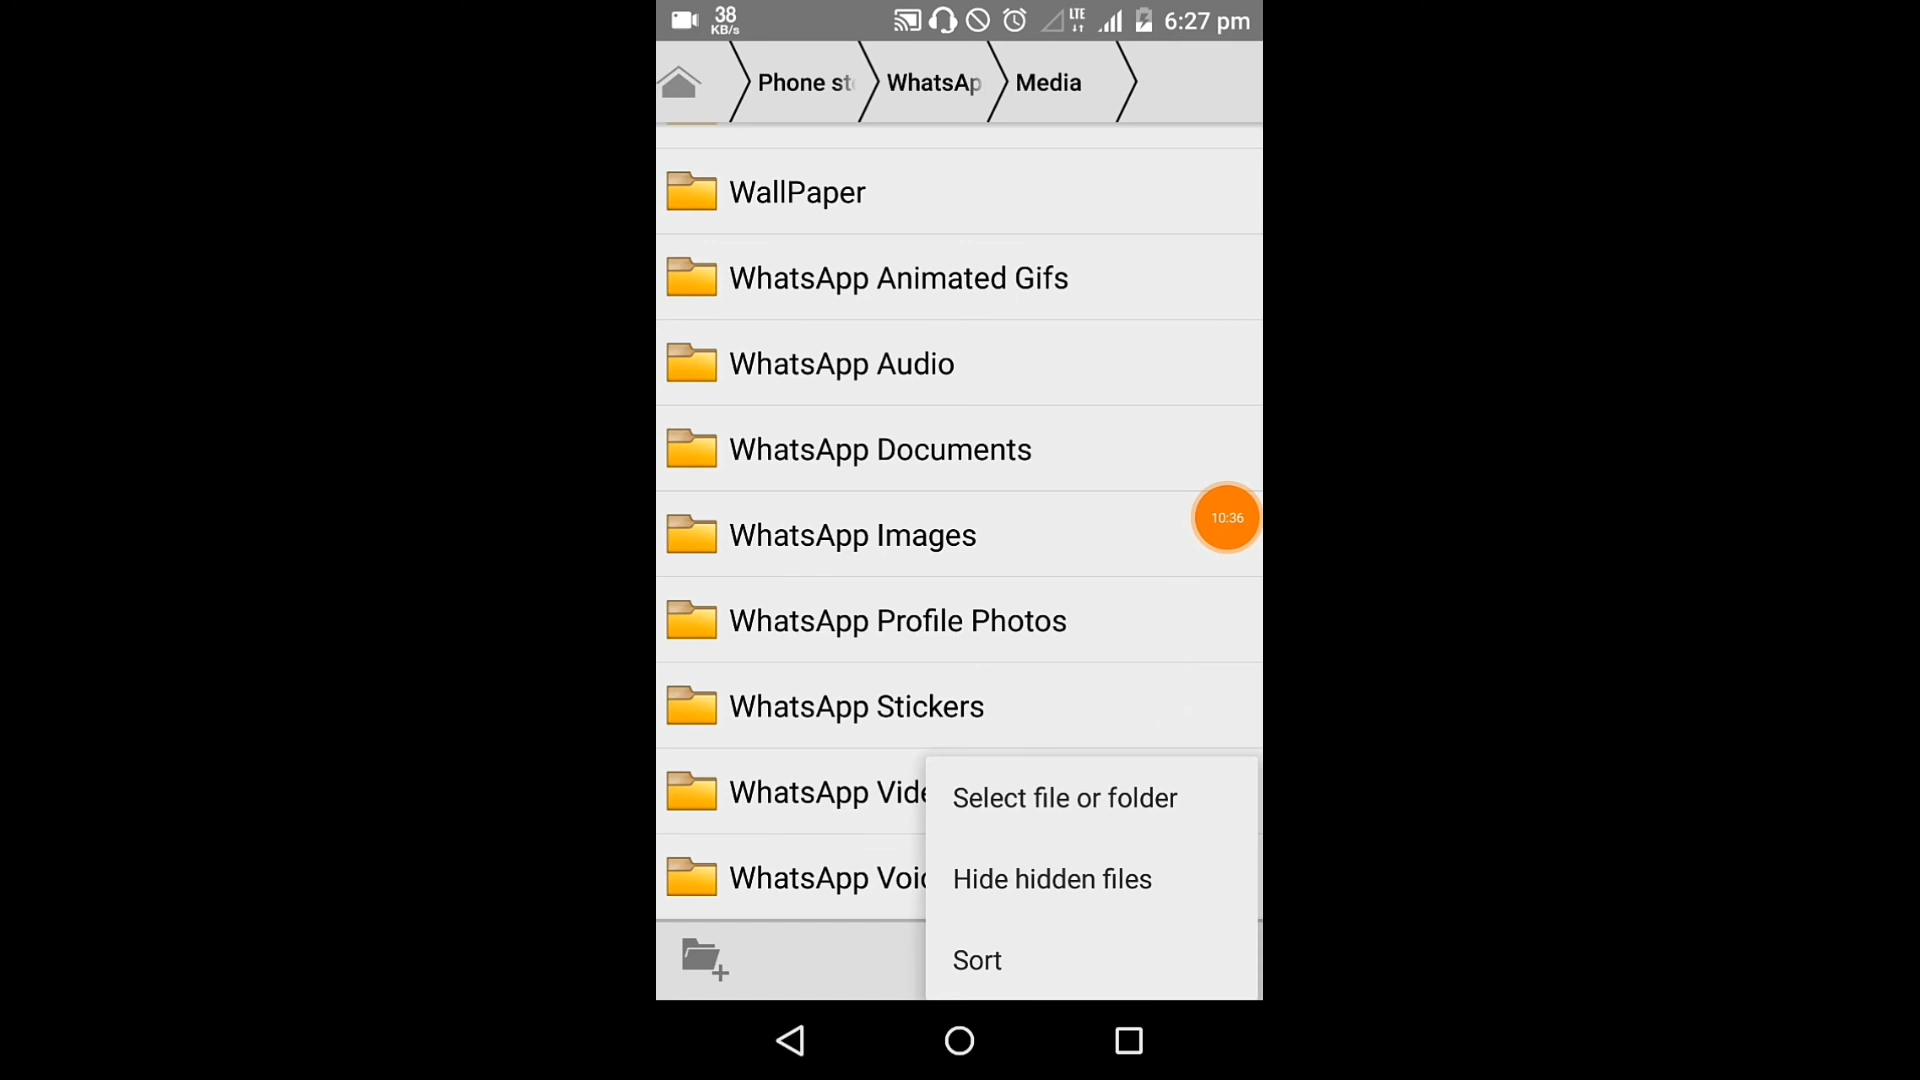 38
KB/s
LTE
6:27 pm
Phone st
WhatsAp
Media
WallPaper
WhatsApp Animated Gifs
WhatsApp Audio
WhatsApp Documents
WhatsApp Images
10:36
WhatsApp Profile Photos
WhatsApp Stickers
WhatsApp Vide
Select file or folder
WhatsApp Voic
Hide hidden files
Sort